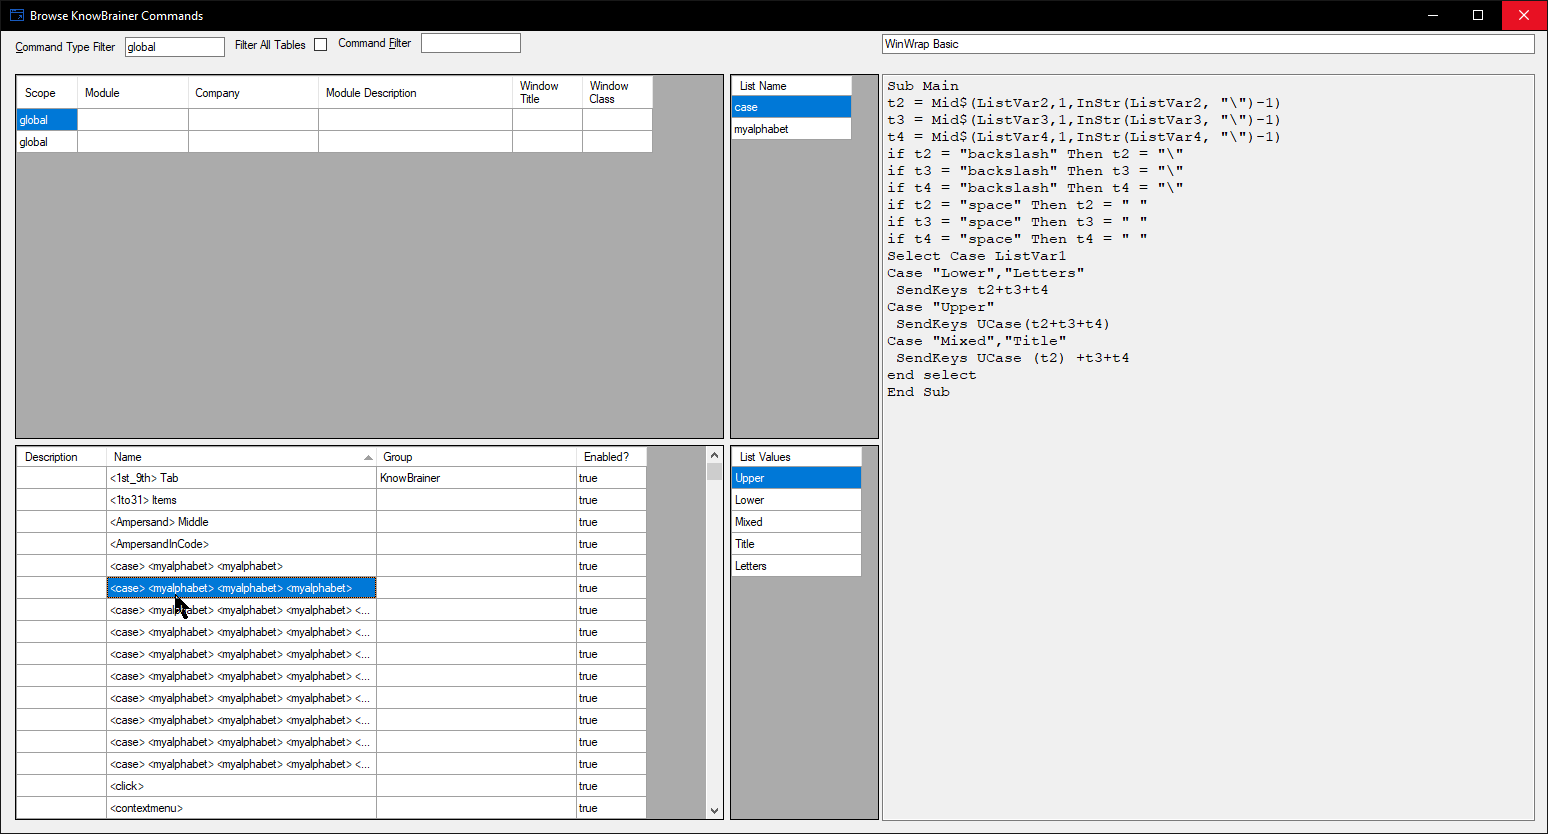 Browse KnowBrainer Commands
Command Type Filter global Filter All Tables Command Filter WinWrap Basic
Scope Module Company Module Description Window Title Window Class
global
global
List Name
case
myalphabet
Sub Main
t2 = Mid$(ListVar2,1,InStr(ListVar2, "\")-1)
t3 = Mid$(ListVar3,1,InStr(ListVar3, "\")-1)
t4 = Mid$(ListVar4,1,InStr(ListVar4, "\")-1)
if t2 = "backslash" Then t2 = "\"
if t3 = "backslash" Then t3 = "\"
if t4 = "backslash" Then t4 = "\"
if t2 = "space" Then t2 = " "
if t3 = "space" Then t3 = " "
if t4 = "space" Then t4 = " "
Select Case ListVar1
Case "Lower","Letters"
SendKeys t2+t3+t4
Case "Upper"
SendKeys UCase(t2+t3+t4)
Case "Mixed","Title"
SendKeys UCase (t2) +t3+t4
end select
End Sub
Description Name Group Enabled?
<1st_9th> Tab KnowBrainer true
<1to31> Items true
<Ampersand> Middle true
<AmpersandInCode> true
<case> <myalphabet> <myalphabet> true
<case> <myalphabet> <myalphabet> <myalphabet> true
<case> <myalphabet> <myalphabet> <myalphabet> <... true
<case> <myalphabet> <myalphabet> <myalphabet> <... true
<case> <myalphabet> <myalphabet> <myalphabet> <... true
<case> <myalphabet> <myalphabet> <myalphabet> <... true
<case> <myalphabet> <myalphabet> <myalphabet> <... true
<case> <myalphabet> <myalphabet> <myalphabet> <... true
<case> <myalphabet> <myalphabet> <myalphabet> <... true
<case> <myalphabet> <myalphabet> <myalphabet> <... true
<click> true
<contextmenu> true
List Values
Upper
Lower
Mixed
Title
Letters